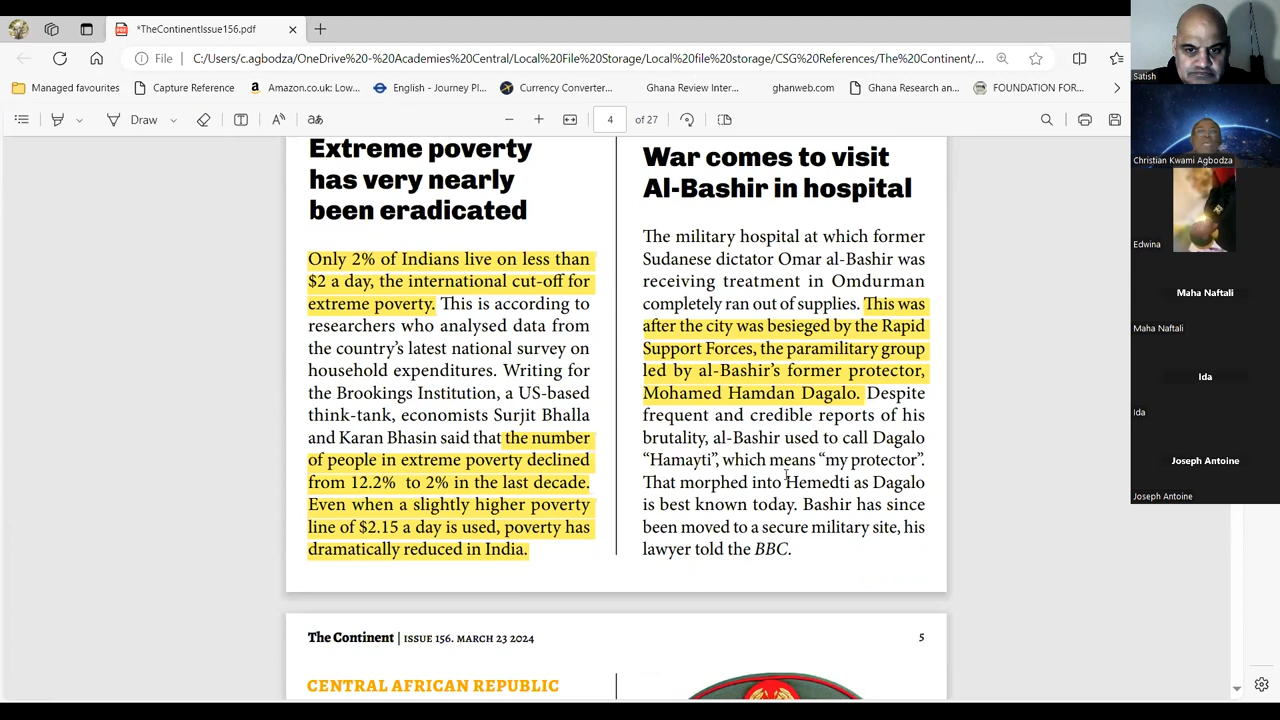 *TheContinentIssue156.pdf
File
C:/Users/c.agbodza/OneDrive%20-%20Academies%20Central/Local%20File%20Storage/Local%20file%20storage/CSG%20References/The%20Continent/...
Managed favourites
Capture Reference
Amazon.co.uk: Low...
English - Journey Pl...
Currency Converter...
Ghana Review Inter...
ghanweb.com
Ghana Research an...
FOUNDATION FOR...
Draw
4 of 27
Extreme poverty
has very nearly
been eradicated
Only 2% of Indians live on less than
$2 a day, the international cut-off for
extreme poverty. This is according to
researchers who analysed data from
the country's latest national survey on
household expenditures. Writing for
the Brookings Institution, a US-based
think-tank, economists Surjit Bhalla
and Karan Bhasin said that the number
of people in extreme poverty declined
from 12.2% to 2% in the last decade.
Even when a slightly higher poverty
line of $2.15 a day is used, poverty has
dramatically reduced in India.
War comes to visit
Al-Bashir in hospital
The military hospital at which former
Sudanese dictator Omar al-Bashir was
receiving treatment in Omdurman
completely ran out of supplies. This was
after the city was besieged by the Rapid
Support Forces, the paramilitary group
led by al-Bashir's former protector,
Mohamed Hamdan Dagalo. Despite
frequent and credible reports of his
brutality, al-Bashir used to call Dagalo
"Hamayti", which means "my protector".
That morphed into Hemedti as Dagalo
is best known today. Bashir has since
been moved to a secure military site, his
lawyer told the BBC.
The Continent | ISSUE 156. MARCH 23 2024
5
CENTRAL AFRICAN REPUBLIC
Satish
Christian Kwami Agbodza
Edwina
Maha Naftali
Maha Naftali
Ida
Ida
Joseph Antoine
Joseph Antoine